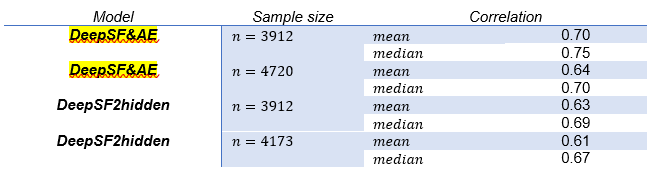 Model Sample size Correlation
DeepSF&AE n = 3912 mean 0.70
median 0.75
DeepSF&AE n = 4720 mean 0.64
median 0.70
DeepSF2hidden n = 3912 mean 0.63
median 0.69
DeepSF2hidden n = 4173 mean 0.61
median 0.67